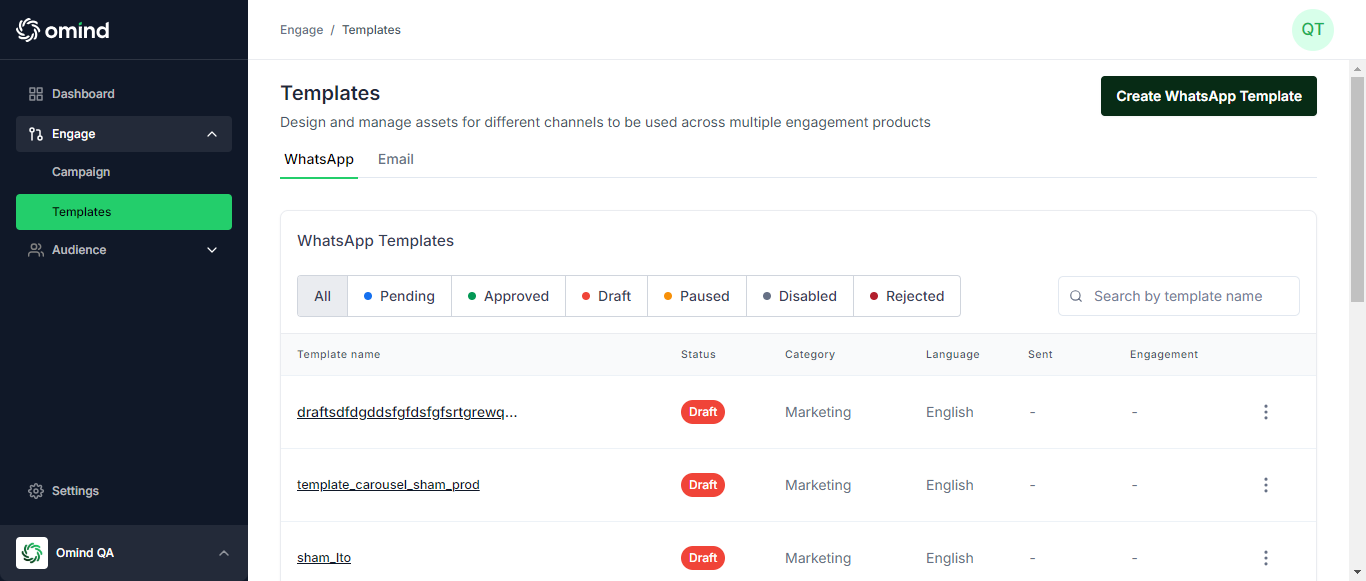 omind
Engage / Templates
QT
Dashboard
Engage
Campaign
Templates
Audience
Settings
Omind QA
Templates
Create WhatsApp Template
Design and manage assets for different channels to be used across multiple engagement products
WhatsApp Email
WhatsApp Templates
All Pending Approved Draft Paused Disabled Rejected Search by template name
Template name Status Category Language Sent Engagement
draftsdfdgddsfgfdsfgfsrtgrewq... Draft Marketing English - -
template_carousel_sham_prod Draft Marketing English - -
sham_lto Draft Marketing English - -